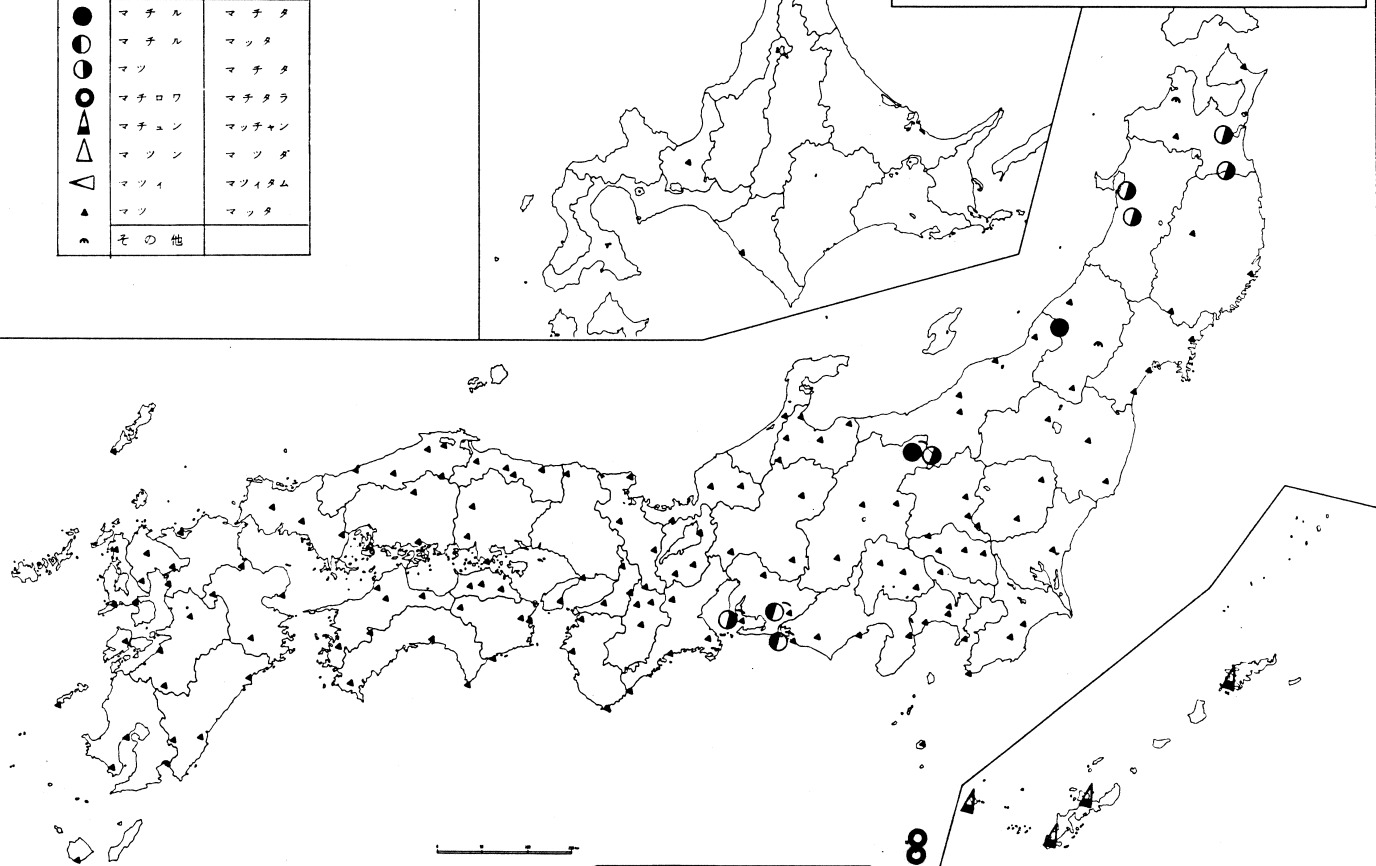 マチル マチタ
マチル マッタ
マツ マチタ
マチロワ マチタラ
マチュン マッチャン
マツン マツダ
マツィ マツィタム
マツ マッタ
その他